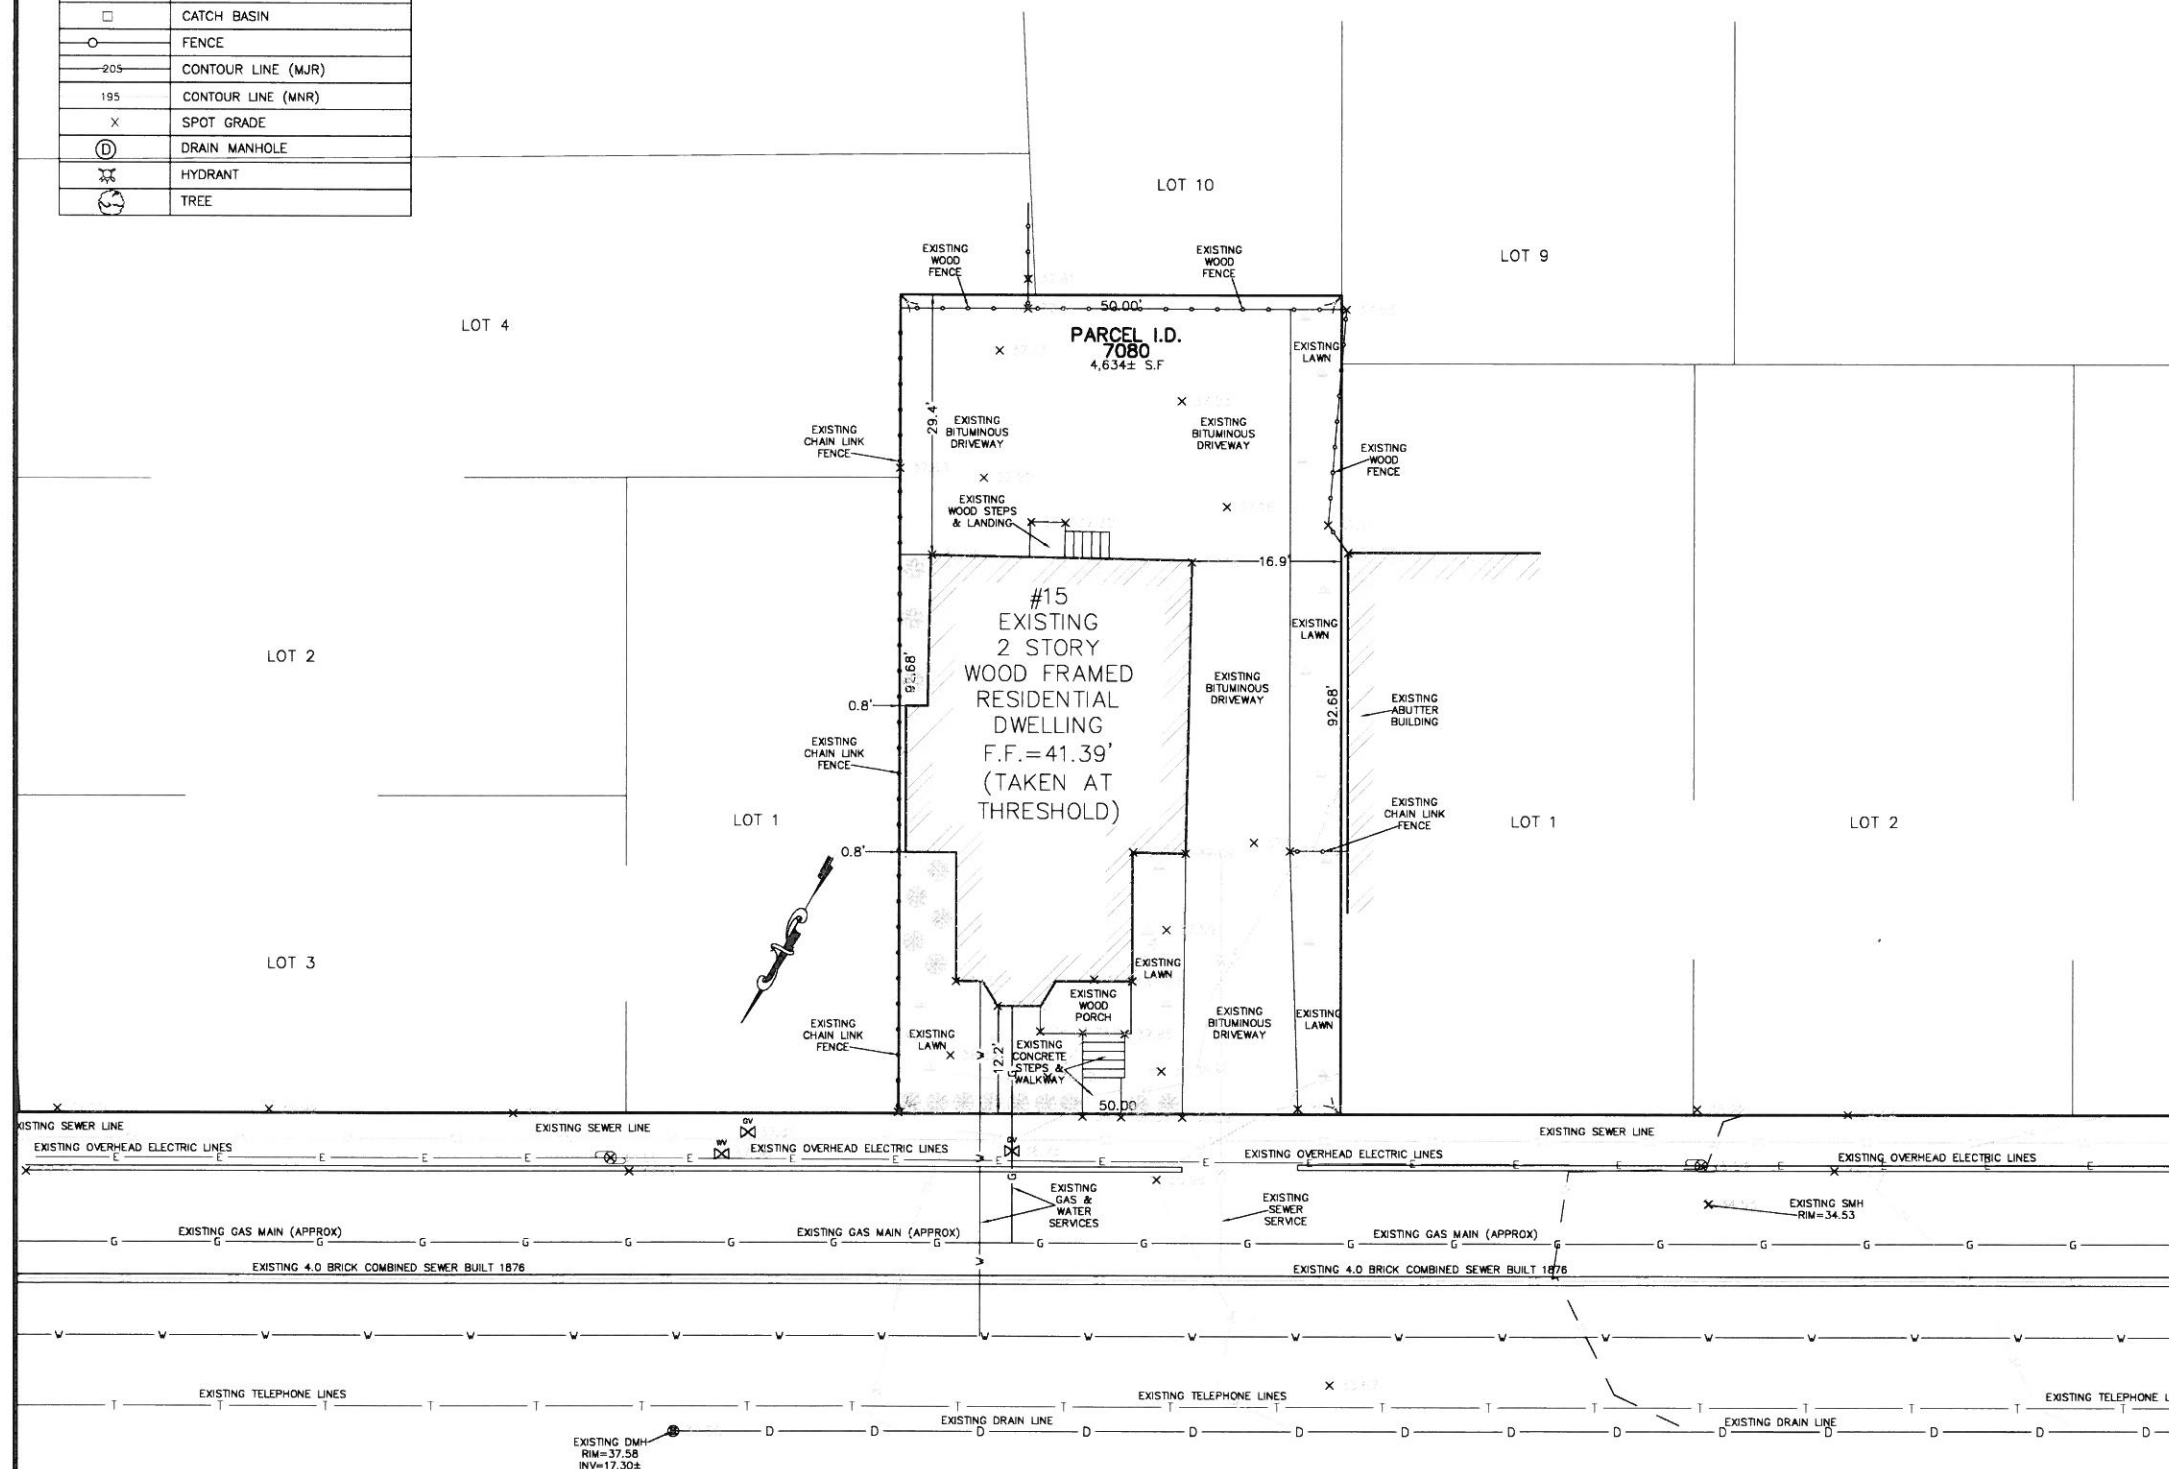 CATCH BASIN
FENCE
205 CONTOUR LINE (MJR)
195 CONTOUR LINE (MNR)
X SPOT GRADE
D DRAIN MANHOLE
HYDRANT
TREE
LOT 10
LOT 9
LOT 4
EXISTING
WOOD
FENCE
EXISTING
WOOD
FENCE
50.00'
PARCEL I.D.
7080
4,634± S.F
EXISTING
LAWN
29.4'
EXISTING
BITUMINOUS
DRIVEWAY
EXISTING
BITUMINOUS
DRIVEWAY
EXISTING
CHAIN LINK
FENCE
EXISTING
WOOD
FENCE
EXISTING
WOOD STEPS
& LANDING
16.9'
#15
EXISTING
2 STORY
WOOD FRAMED
RESIDENTIAL
DWELLING
F.F.=41.39'
(TAKEN AT
THRESHOLD)
EXISTING
LAWN
LOT 2
92.68'
0.8'
EXISTING
BITUMINOUS
DRIVEWAY
92.68'
EXISTING
ABUTTER
BUILDING
EXISTING
CHAIN LINK
FENCE
EXISTING
CHAIN LINK
FENCE
LOT 1
LOT 1
LOT 2
0.8'
LOT 3
EXISTING
LAWN
EXISTING
WOOD
PORCH
EXISTING
CHAIN LINK
FENCE
EXISTING
LAWN
12.2'
EXISTING
CONCRETE
STEPS &
WALKWAY
EXISTING
BITUMINOUS
DRIVEWAY
EXISTING
LAWN
50.00
XISTING SEWER LINE
EXISTING SEWER LINE
GV
WV
GV
EXISTING SEWER LINE
EXISTING OVERHEAD ELECTRIC LINES
EXISTING OVERHEAD ELECTRIC LINES
EXISTING OVERHEAD ELECTRIC LINES
EXISTING OVERHEAD ELECTRIC LINES
E E E E E E E E E E E E E E E E E E
EXISTING
GAS &
WATER
SERVICES
EXISTING
SEWER
SERVICE
EXISTING SMH
RIM=34.53
EXISTING GAS MAIN (APPROX)
EXISTING GAS MAIN (APPROX)
EXISTING GAS MAIN (APPROX)
G G G G G G G G G G G G G G G G G G G G
EXISTING 4.0 BRICK COMBINED SEWER BUILT 1876
EXISTING 4.0 BRICK COMBINED SEWER BUILT 1876
W W W W W W W W W W W W W W W W W W W W W
EXISTING TELEPHONE LINES
EXISTING TELEPHONE LINES
EXISTING TELEPHONE L
T T T T T T T T T T T T T T T T T T T T
EXISTING DRAIN LINE
EXISTING DRAIN LINE
D D D D D D D D D D D D D D
EXISTING DMH
RIM=37.58
INV=17.30±